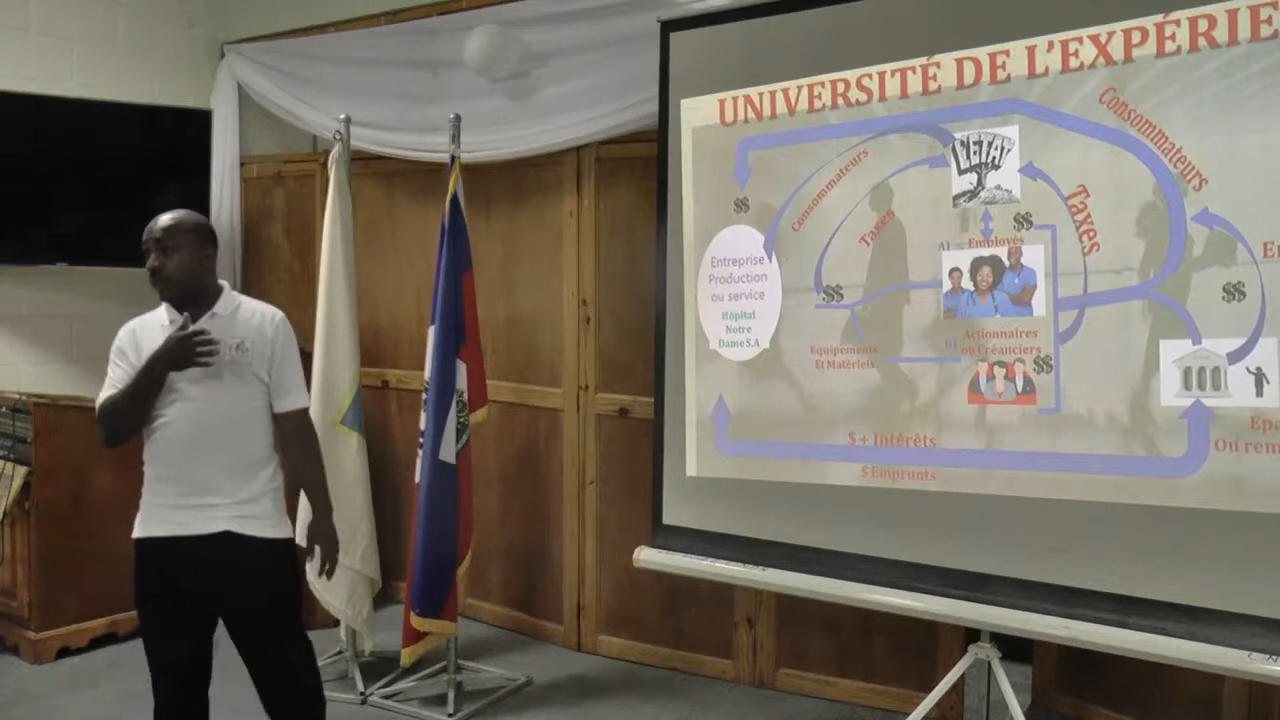 UNIVERSITÉ DE L'EXPÉRIE
Consommateurs
Consommateurs
L'ÉTAT
Taxes
Taxes
$$
$$
A)
Employés
Entreprise
Production
ou service
Hôpital
Notre
Dame S.A
$$
$$
Equipements
Et Matériels
B)
Actionnaires
ou Créanciers
$$
$ + Intérêts
$ Emprunts
Epa
Ou rem